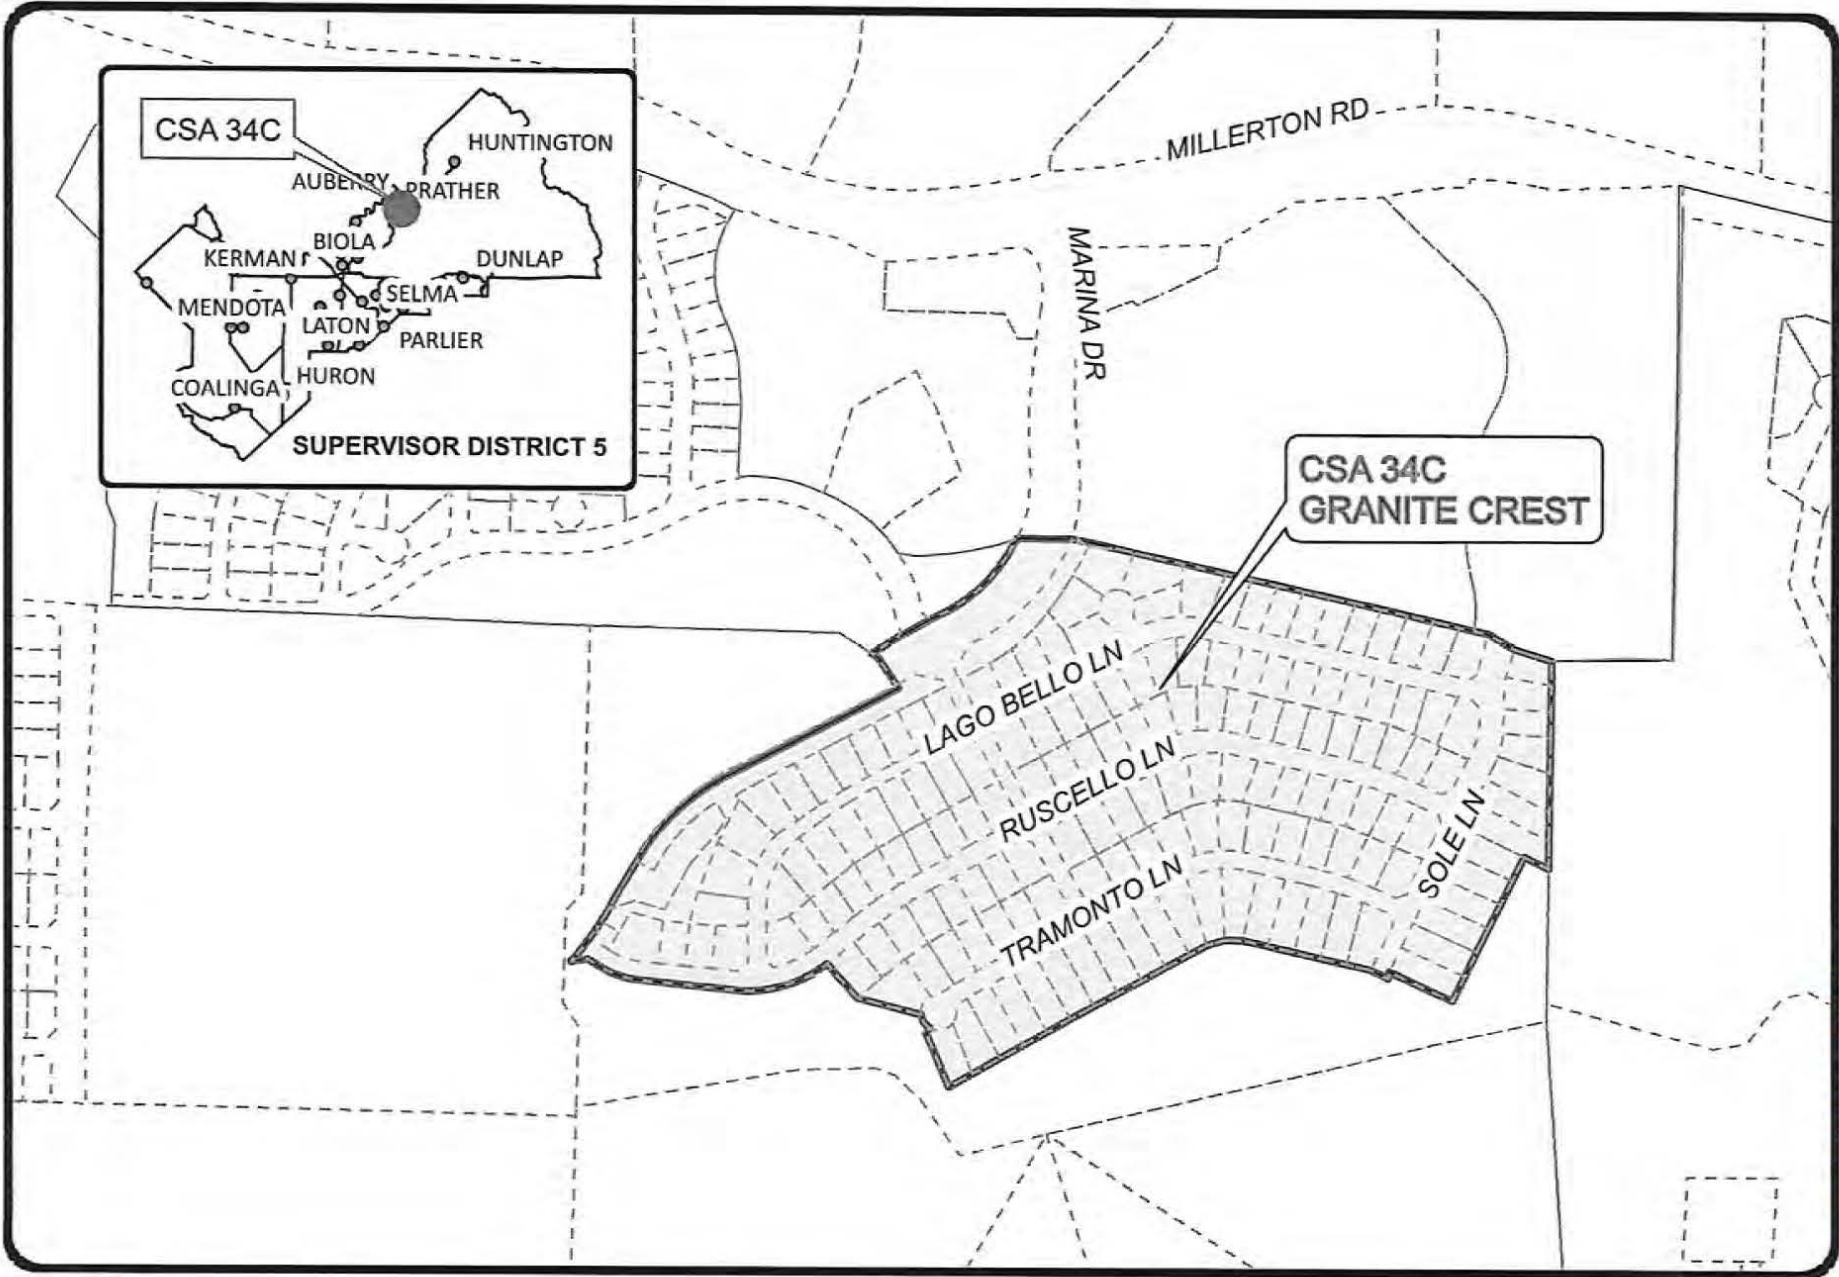 MILLERTON RD
CSA 34C
HUNTINGTON
AUBERRY
PRATHER
BIOLA
KERMAN
DUNLAP
SELMA
MENDOTA
LATON
PARLIER
HURON
COALINGA
SUPERVISOR DISTRICT 5
MARINA DR
CSA 34C
GRANITE CREST
LAGO BELLO LN
RUSCELLO LN
SOLE LN
TRAMONTO LN